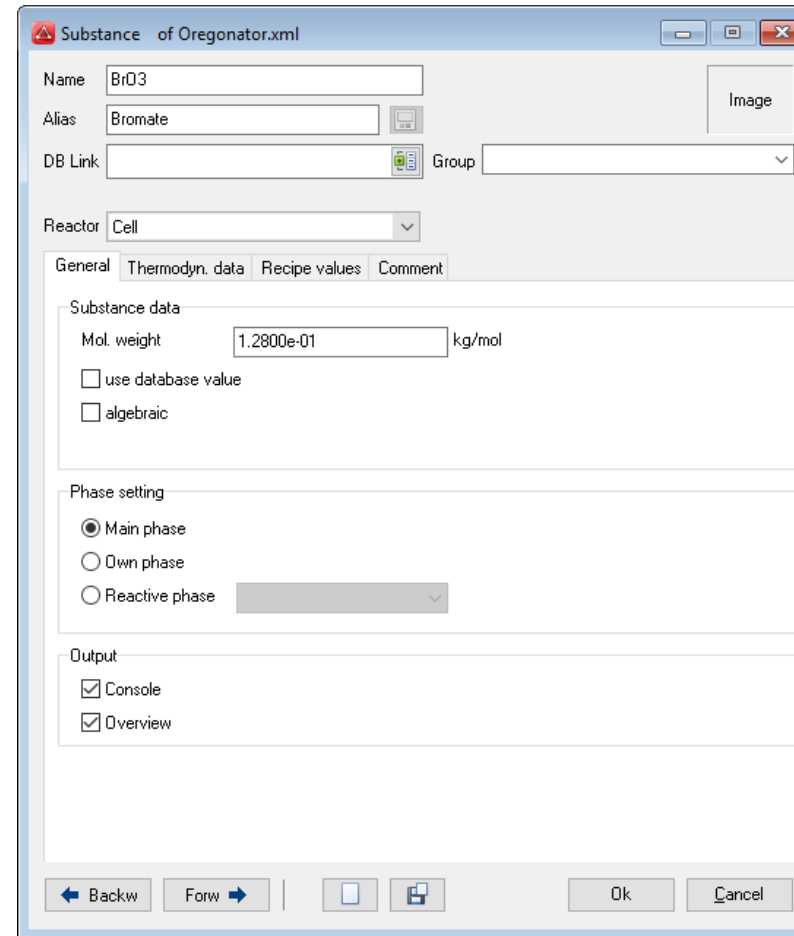 Substance of Oregonator.xml
Name BrO3
Image
Alias Bromate
DB Link Group
Reactor Cell
General Thermodyn. data Recipe values Comment
Substance data
Mol. weight 1.2800e-01 kg/mol
use database value
algebraic
Phase setting
Main phase
Own phase
Reactive phase
Output
Console
Overview
Backw Forw Ok Cancel